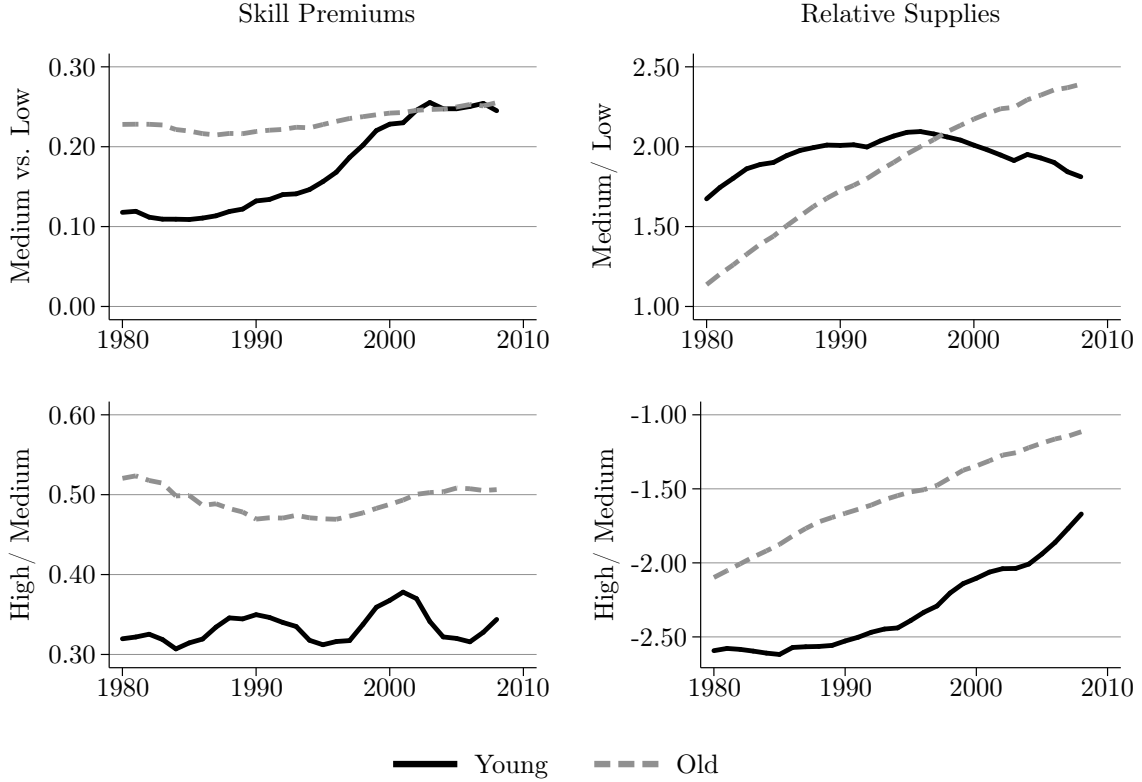 Skill Premiums
Relative Supplies
Medium vs. Low
0.30
0.20
0.10
0.00
1980 1990 2000 2010
Medium/ Low
2.50
2.00
1.50
1.00
1980 1990 2000 2010
High/ Medium
0.60
0.50
0.40
0.30
1980 1990 2000 2010
High/ Medium
-1.00
-1.50
-2.00
-2.50
1980 1990 2000 2010
Young Old